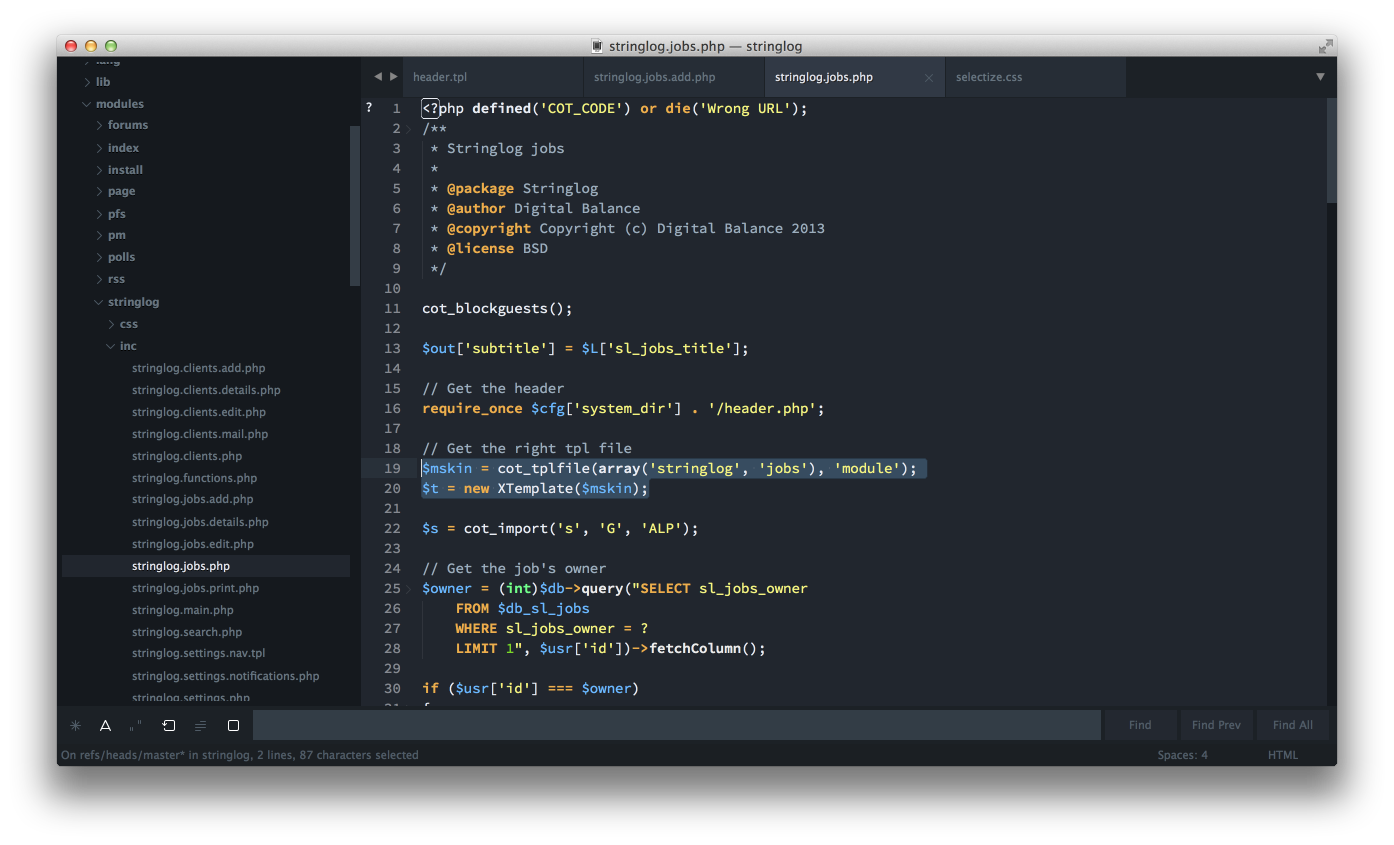 stringlog.jobs.php — stringlog
lang
lib
modules
forums
index
install
page
pfs
pm
polls
rss
stringlog
css
inc
stringlog.clients.add.php
stringlog.clients.details.php
stringlog.clients.edit.php
stringlog.clients.mail.php
stringlog.clients.php
stringlog.functions.php
stringlog.jobs.add.php
stringlog.jobs.details.php
stringlog.jobs.edit.php
stringlog.jobs.php
stringlog.jobs.print.php
stringlog.main.php
stringlog.search.php
stringlog.settings.nav.tpl
stringlog.settings.notifications.php
stringlog.settings.php
header.tpl stringlog.jobs.add.php stringlog.jobs.php selectize.css
? 1 <?php defined('COT_CODE') or die('Wrong URL');
2 /**
3 * Stringlog jobs
4 *
5 * @package Stringlog
6 * @author Digital Balance
7 * @copyright Copyright (c) Digital Balance 2013
8 * @license BSD
9 */
10
11 cot_blockguests();
12
13 $out['subtitle'] = $L['sl_jobs_title'];
14
15 // Get the header
16 require_once $cfg['system_dir'] . '/header.php';
17
18 // Get the right tpl file
19 $mskin = cot_tplfile(array('stringlog', 'jobs'), 'module');
20 $t = new XTemplate($mskin);
21
22 $s = cot_import('s', 'G', 'ALP');
23
24 // Get the job's owner
25 $owner = (int)$db->query("SELECT sl_jobs_owner
26 FROM $db_sl_jobs
27 WHERE sl_jobs_owner = ?
28 LIMIT 1", $usr['id'])->fetchColumn();
29
30 if ($usr['id'] === $owner)
31 {
Find Find Prev Find All
On refs/heads/master* in stringlog, 2 lines, 87 characters selected Spaces: 4 HTML